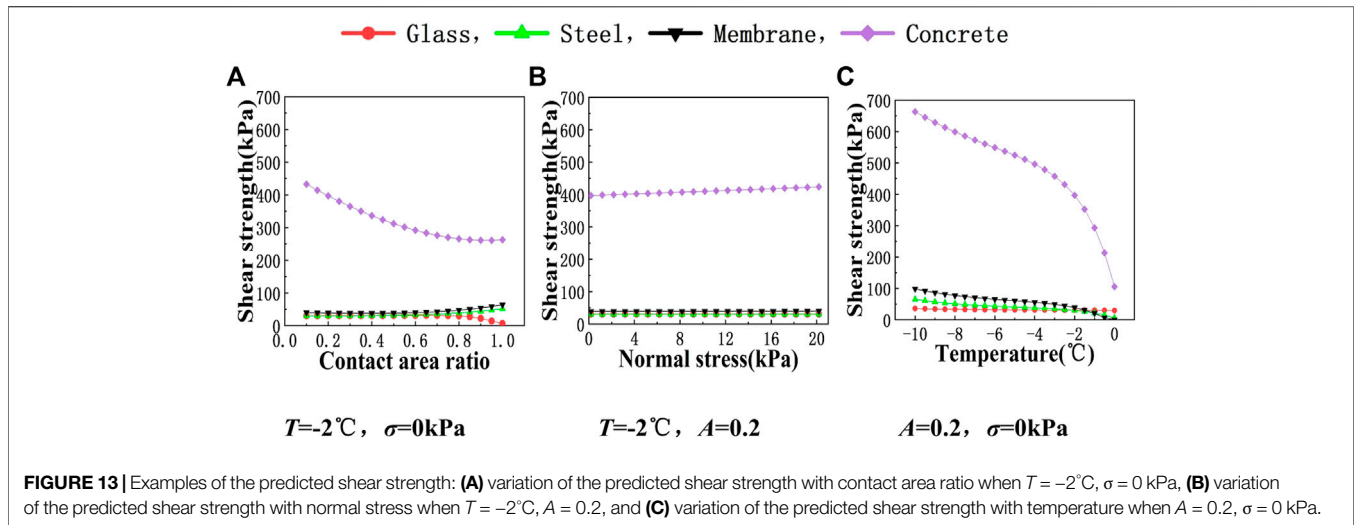 Glass, Steel, Membrane, Concrete
A
B
C
Shear strength(kPa)
700
600
500
400
300
200
100
0
0.0 0.2 0.4 0.6 0.8 1.0
Contact area ratio
Shear strength(kPa)
700
600
500
400
300
200
100
0
0 4 8 12 16 20
Normal stress(kPa)
Shear strength(kPa)
700
600
500
400
300
200
100
0
-10 -8 -6 -4 -2 0
Temperature(℃)
T=-2℃, σ=0kPa
T=-2℃, A=0.2
A=0.2, σ=0kPa
FIGURE 13 | Examples of the predicted shear strength: (A) variation of the predicted shear strength with contact area ratio when T = −2°C, σ = 0 kPa, (B) variation
of the predicted shear strength with normal stress when T = −2°C, A = 0.2, and (C) variation of the predicted shear strength with temperature when A = 0.2, σ = 0 kPa.